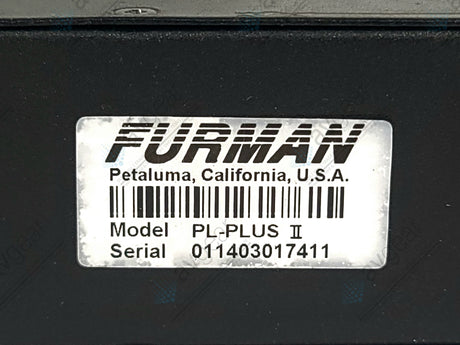 FURMAN
Petaluma, California, U.S.A.
Model PL-PLUS II
Serial 011403017411